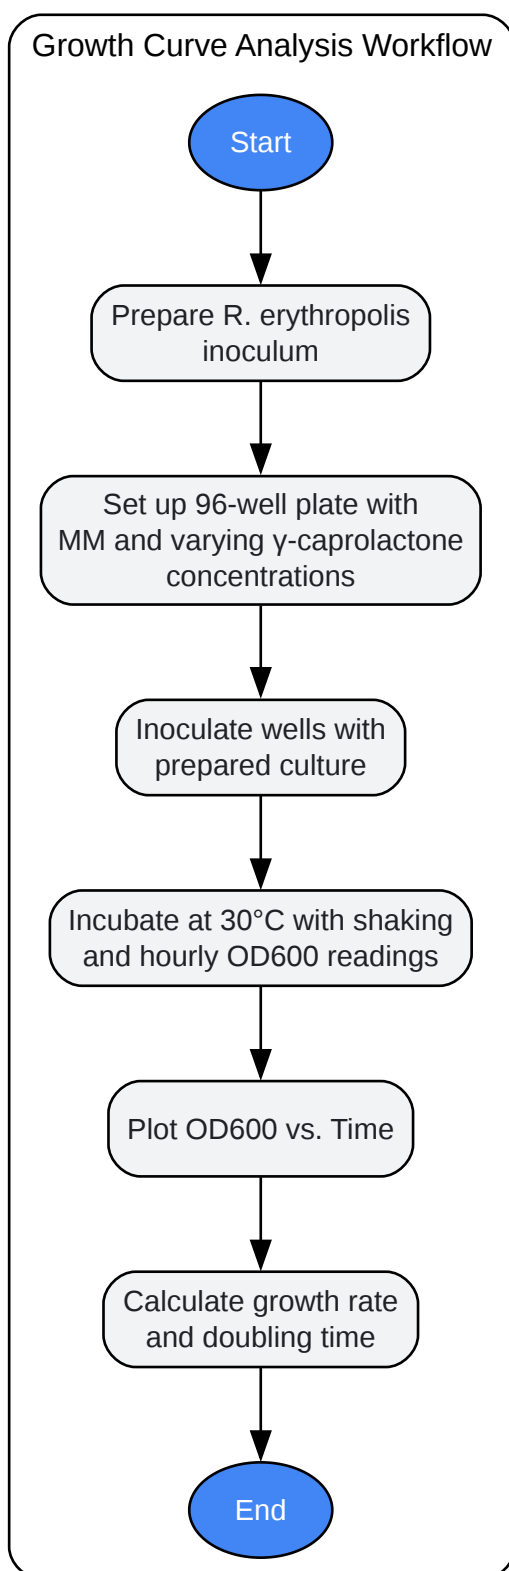 Growth Curve Analysis Workflow
Start
Prepare R. erythropolis
inoculum
Set up 96-well plate with
MM and varying γ-caprolactone
concentrations
Inoculate wells with
prepared culture
Incubate at 30°C with shaking
and hourly OD600 readings
Plot OD600 vs. Time
Calculate growth rate
and doubling time
End